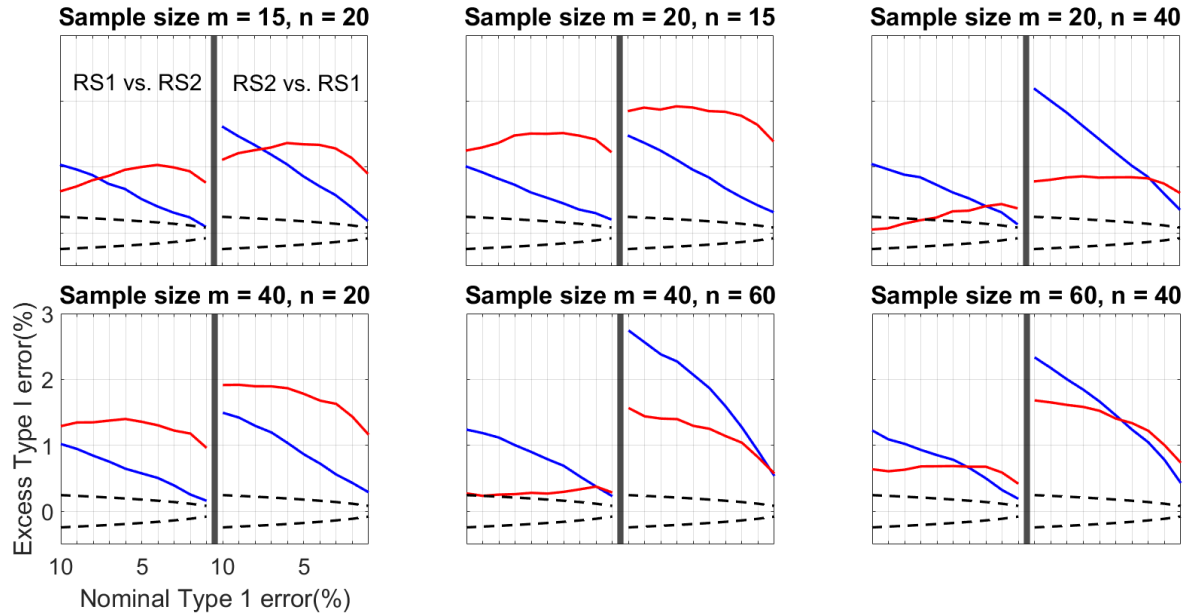 Sample size m = 15, n = 20
Sample size m = 20, n = 15
Sample size m = 20, n = 40
RS1 vs. RS2
RS2 vs. RS1
Sample size m = 40, n = 20
Sample size m = 40, n = 60
Sample size m = 60, n = 40
Excess Type I error(%)
3
2
1
0
10
5
10
5
Nominal Type 1 error(%)